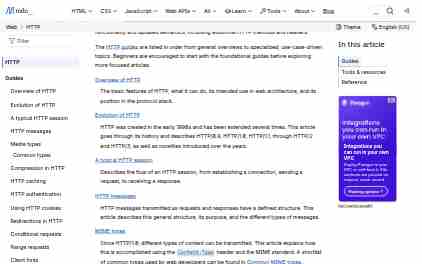 mdn_
HTML
CSS
JavaScript
Web APIs
All
Learn
Tools
About
Blog
Web > HTTP
Theme
English (US)
Filter
HTTP
Guides
Overview of HTTP
Evolution of HTTP
A typical HTTP session
HTTP messages
Media types
Common types
Compression in HTTP
HTTP caching
HTTP authentication
Using HTTP cookies
Redirections in HTTP
Conditional requests
Range requests
Client hints
The HTTP guides are listed in order from general overviews to specialized, use-case-driven
topics. Beginners are encouraged to start with the foundational guides before exploring
more focused articles.
Overview of HTTP
The basic features of HTTP, what it can do, its intended use in web architecture, and its
position in the protocol stack.
Evolution of HTTP
HTTP was created in the early 1990s and has been extended several times. This article
goes through its history and describes HTTP/0.9, HTTP/1.0, HTTP/1.1, through HTTP/2
and HTTP/3, as well as novelties introduced over the years.
A typical HTTP session
Describes the flow of an HTTP session, from establishing a connection, sending a
request, to receiving a response.
HTTP messages
HTTP messages transmitted as requests and responses have a defined structure. This
article describes this general structure, its purpose, and the different types of messages.
MIME types
Since HTTP/1.0, different types of content can be transmitted. This article explains how
this is accomplished using the Content-Type header and the MIME standard. A shortlist
of common types used by web developers can be found in Common MIME types.
In this article
Guides
Tools & resources
Reference
Paragon
Integrations
you can run in
your own VPC
Integrations you
can run in your own
VPC